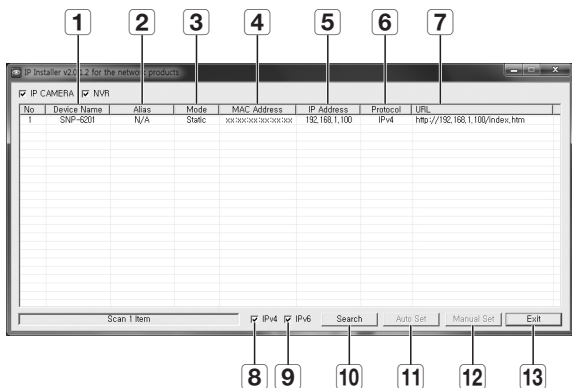 1 2 3 4 5 6 7
IP Installer v2.0.1.2 for the network products
IP CAMERA NVR
No Device Name Alias Mode MAC Address IP Address Protocol URL
1 SNP-6201 N/A Static xx:xx:xx:xx:xx:xx 192,168,1,100 IPv4 http://192,168,1,100/index,htm
Scan 1 Item IPv4 IPv6 Search Auto Set Manual Set Exit
8 9 10 11 12 13